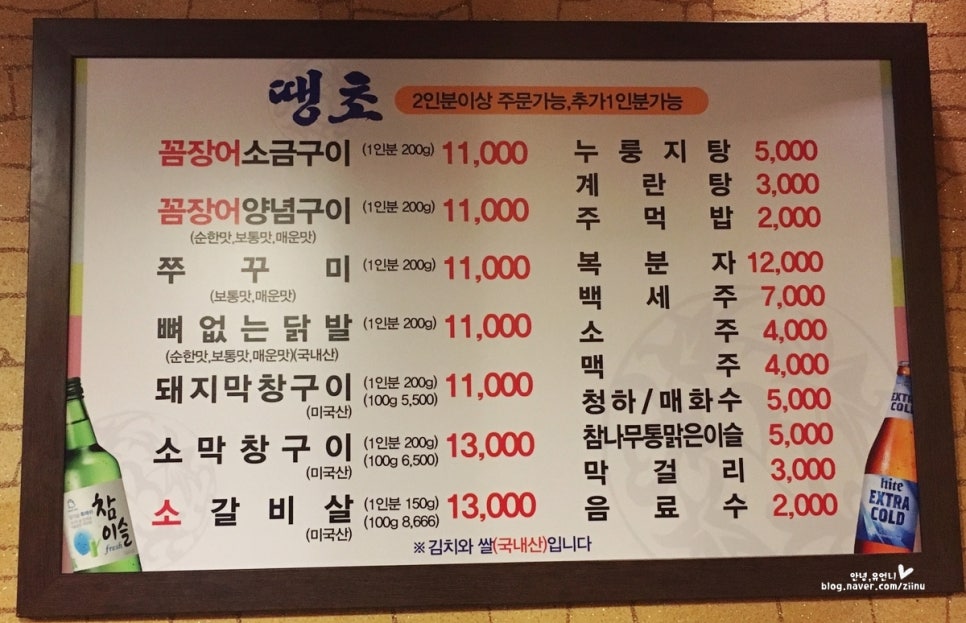 땡초
2인분이상 주문가능,추가1인분가능
꼼장어소금구이 (1인분 200g) 11,000
꼼장어양념구이 (1인분 200g) 11,000
(순한맛,보통맛,매운맛)
쭈꾸미 (1인분 200g) 11,000
(보통맛,매운맛)
뼈없는닭발 (1인분 200g) 11,000
(순한맛,보통맛,매운맛)(국내산)
돼지막창구이 (1인분 200g) 11,000
(미국산) (100g 5,500)
소막창구이 (1인분 200g) 13,000
(미국산) (100g 6,500)
소갈비살 (1인분 150g) 13,000
(미국산) (100g 8,666)
누룽지탕 5,000
계란탕 3,000
주먹밥 2,000
복분자 12,000
백세주 7,000
소주 4,000
맥주 4,000
청하/매화수 5,000
참나무통맑은이슬 5,000
막걸리 3,000
음료수 2,000
※ 김치와 쌀(국내산)입니다
참이슬
fresh
EXTRA COLD
hite
EXTRA
COLD
안녕,유언니
blog.naver.com/ziinu